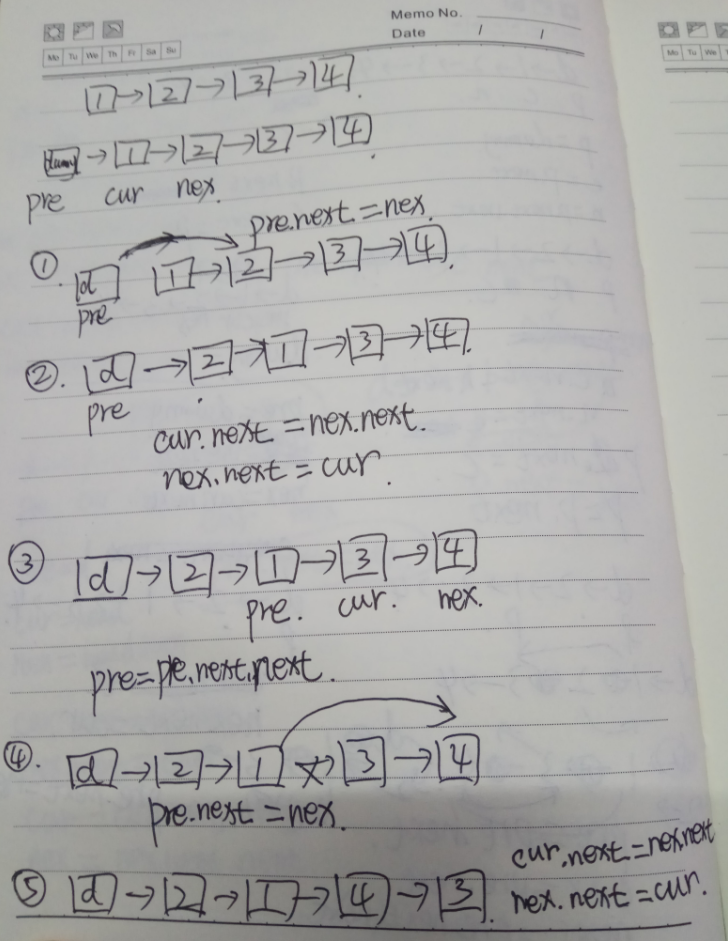 Memo No.
Date / /
Mo Tu We Th Fr Sa Su
1 → 2 → 3 → 4.
dumy → 1 → 2 → 3 → 4.
pre cur nex.
pre.next = nex.
①. d 1 → 2 → 3 → 4.
pre
②. d → 2 → 1 → 3 → 4.
pre
cur.next = nex.next.
nex.next = cur.
③ d → 2 → 1 → 3 → 4
pre. cur. nex.
pre = pre.next.next.
④. d → 2 → 1 → 3 → 4
pre.next = nex.
cur.next = nex.next
⑤ d → 2 → 1 → 4 → 3. nex.next = cur.
Mo Tu We